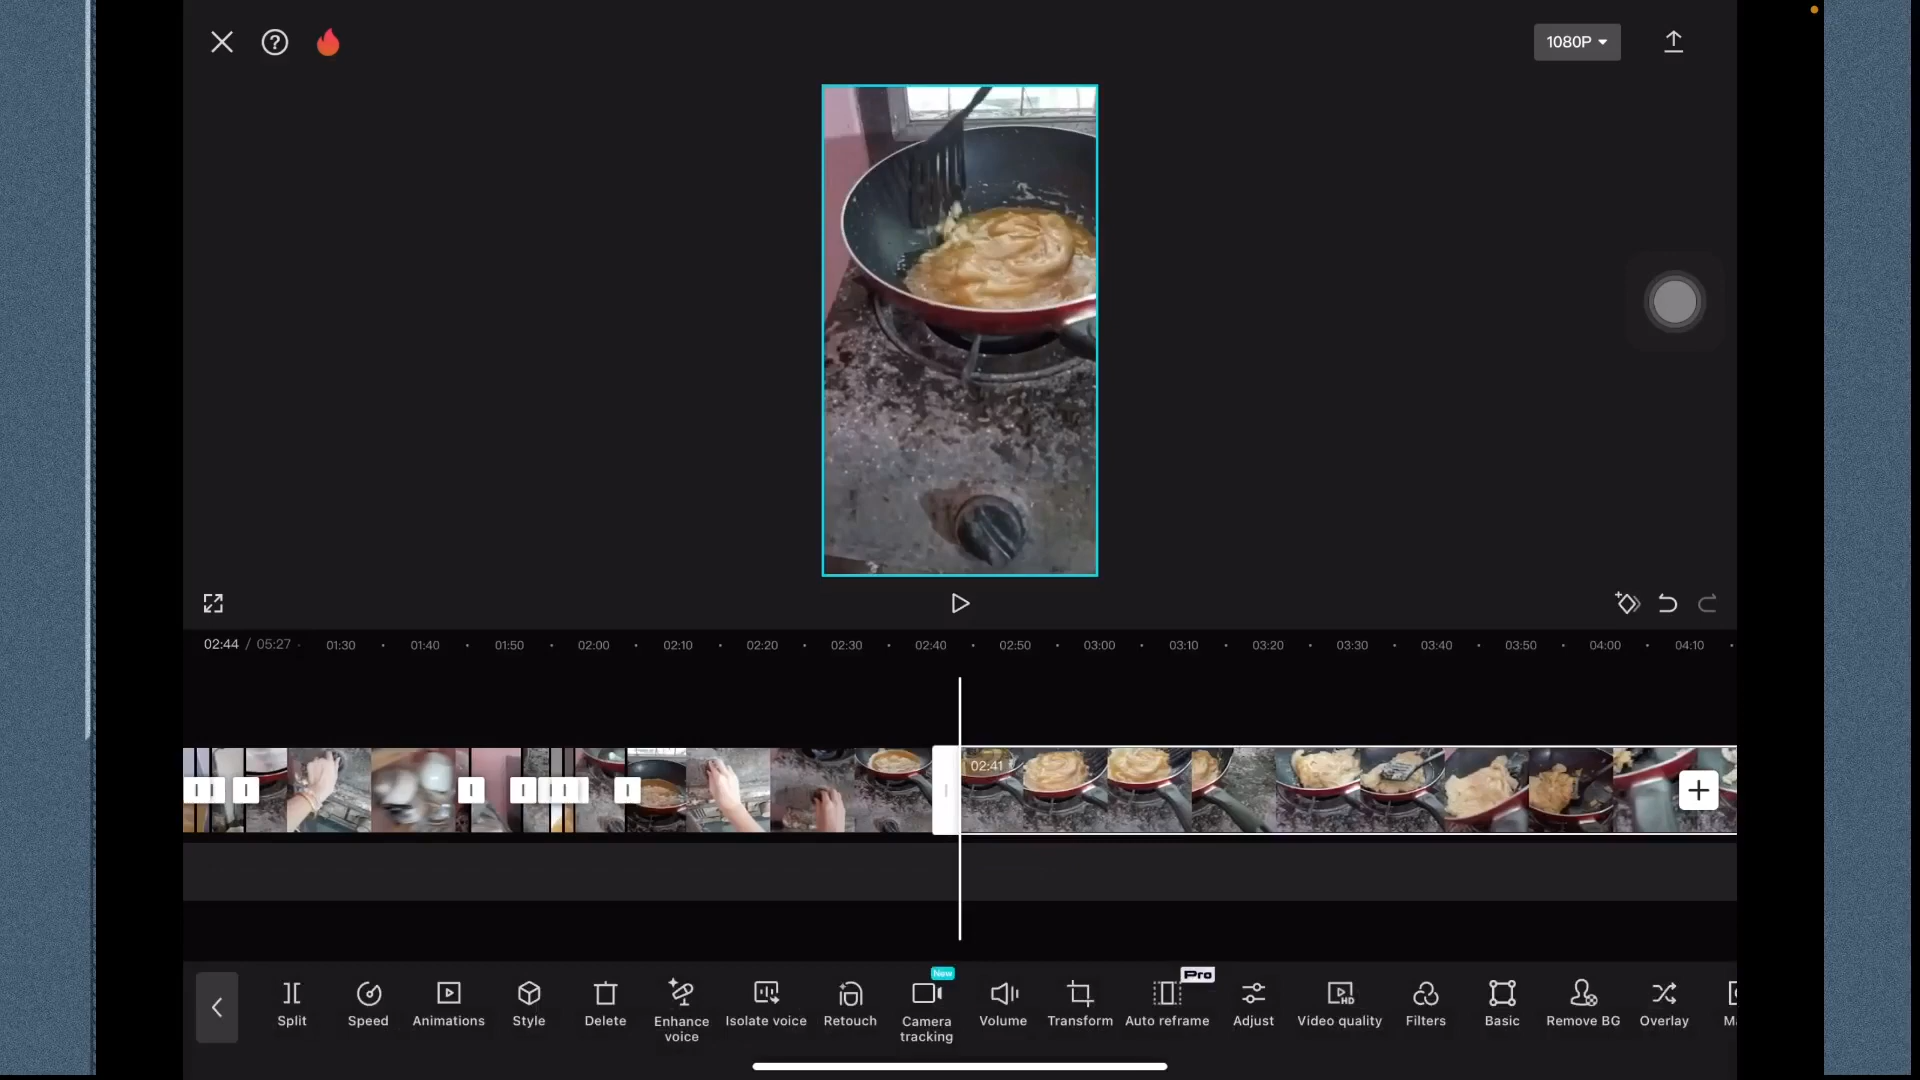 1080P
02:44 / 05:27 01:30 01:40 01:50 02:00 02:10 02:20 02:30 02:40 02:50 03:00 03:10 03:20 03:30 03:40 03:50 04:00 04:10
02:41
New
Pro
HD
Split Speed Animations Style Delete Enhance voice Isolate voice Retouch Camera tracking Volume Transform Auto reframe Adjust Video quality Filters Basic Remove BG Overlay